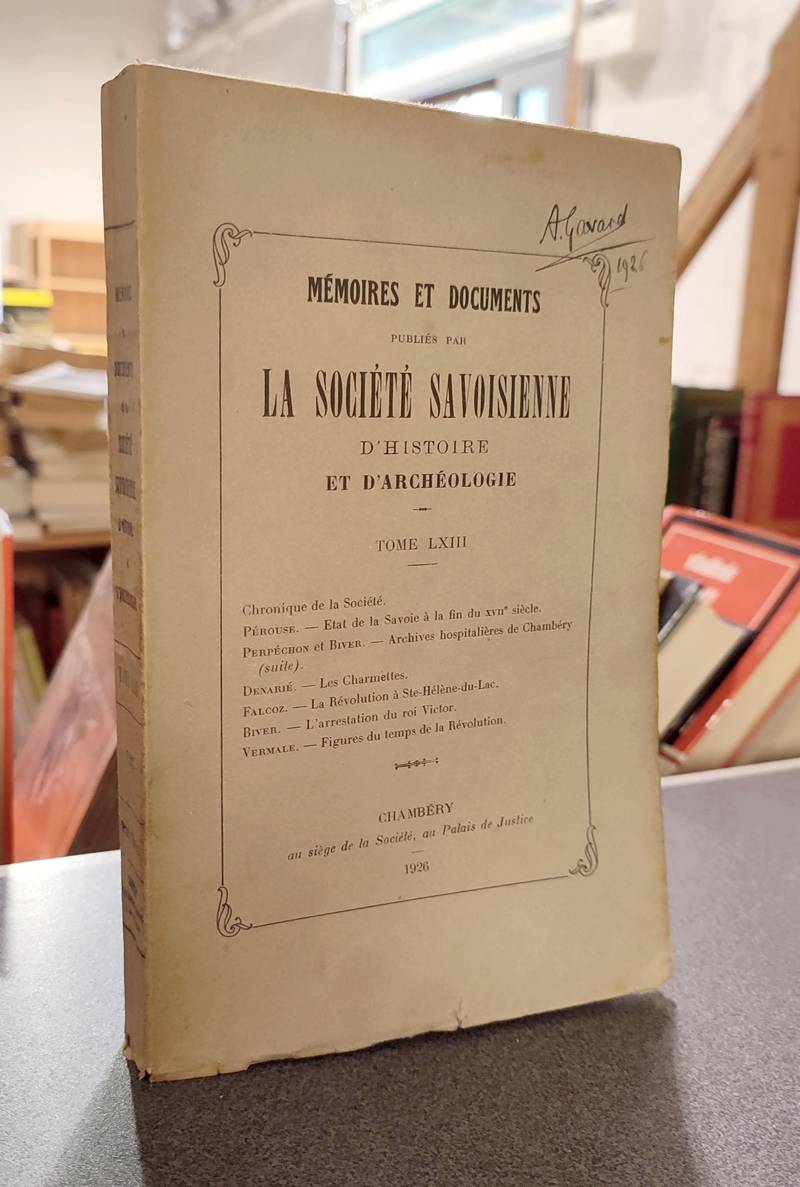 A. Gavard
1926
MÉMOIRES ET DOCUMENTS
PUBLIÉS PAR
LA SOCIÉTÉ SAVOISIENNE
D'HISTOIRE
ET D'ARCHÉOLOGIE
TOME LXIII
Chronique de la Société.
PÉROUSE. — Etat de la Savoie à la fin du XVIIe siècle.
PERPÉCHON et BIVER. — Archives hospitalières de Chambéry
(suite).
DENARIÉ. — Les Charmettes.
FALCOZ. — La Révolution à Ste-Hélène-du-Lac.
BIVER. — L'arrestation du roi Victor.
VERMALE. — Figures du temps de la Révolution.
CHAMBÉRY
au siège de la Société, au Palais de Justice
1926